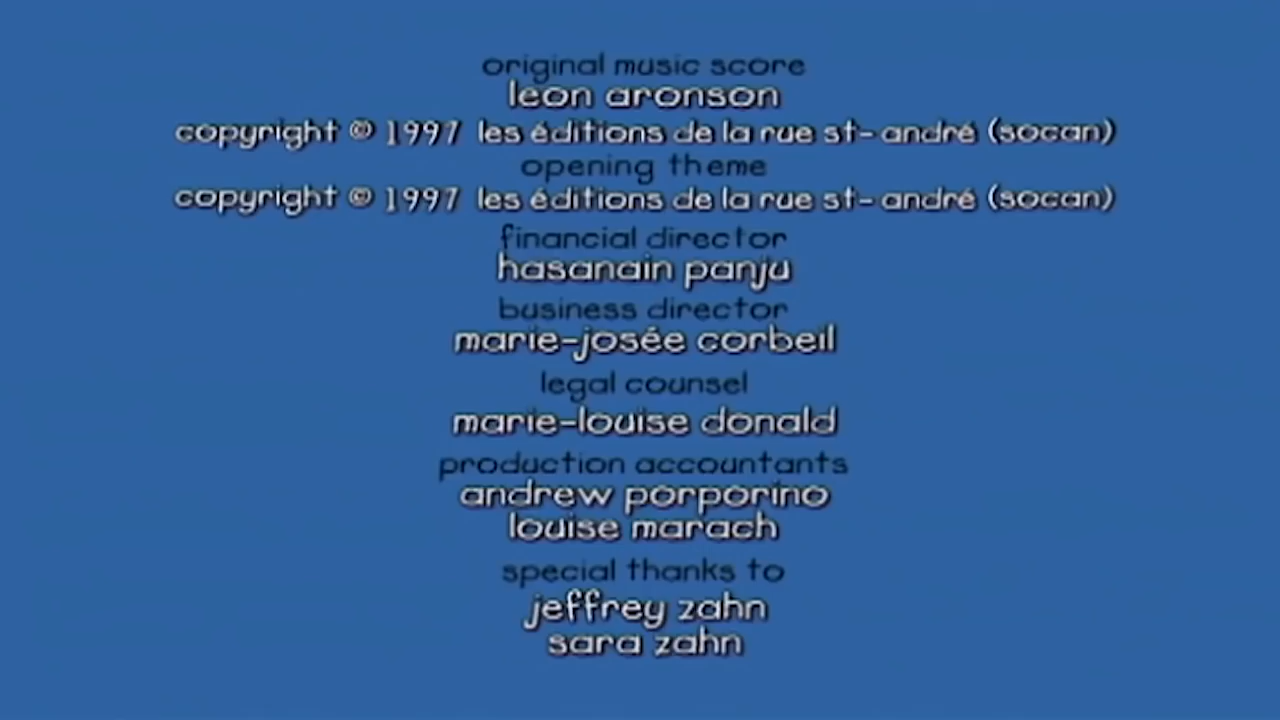 original music score
leon aronson
copyright © 1997 les éditions de la rue st-andré (socan)
opening theme
copyright © 1997 les éditions de la rue st-andré (socan)
financial director
hasanain panju
business director
marie-josée corbeil
legal counsel
marie-louise donald
production accountants
andrew porporino
louise marach
special thanks to
jeffrey zahn
sara zahn